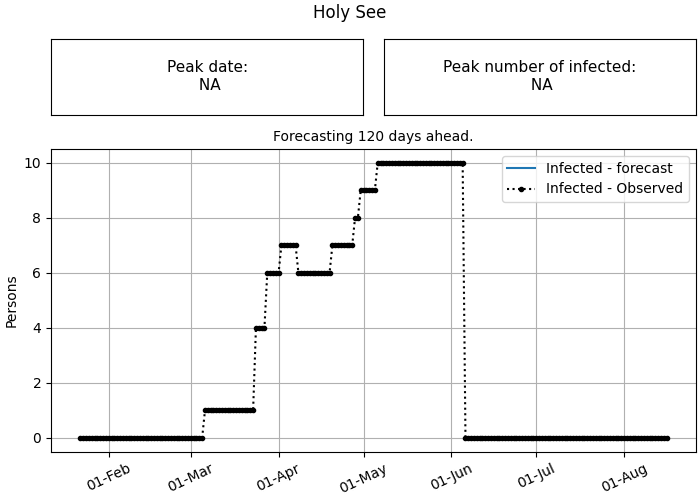 Holy See
Peak date:
NA
Peak number of infected:
NA
Forecasting 120 days ahead.
Infected - forecast
Infected - Observed
Persons
10
8
6
4
2
0
01-Feb
01-Mar
01-Apr
01-May
01-Jun
01-Jul
01-Aug